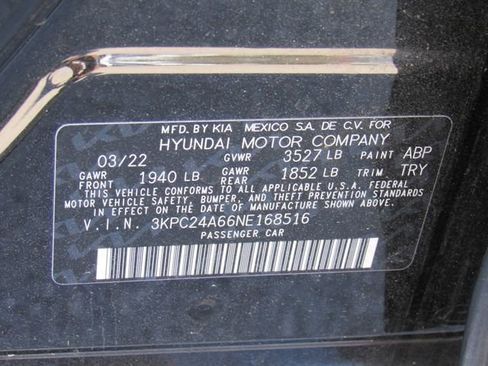 MFD. BY KIA MEXICO S.A. DE C.V. FOR
HYUNDAI MOTOR COMPANY
03/22 GVWR 3527 LB PAINT ABP
GAWR FRONT 1940 LB GAWR REAR 1852 LB TRIM TRY
THIS VEHICLE CONFORMS TO ALL APPLICABLE U.S.A. FEDERAL
MOTOR VEHICLE SAFETY, BUMPER, AND THEFT PREVENTION STANDARDS
IN EFFECT ON THE DATE OF MANUFACTURE SHOWN ABOVE.
V.I.N. 3KPC24A66NE168516
PASSENGER CAR